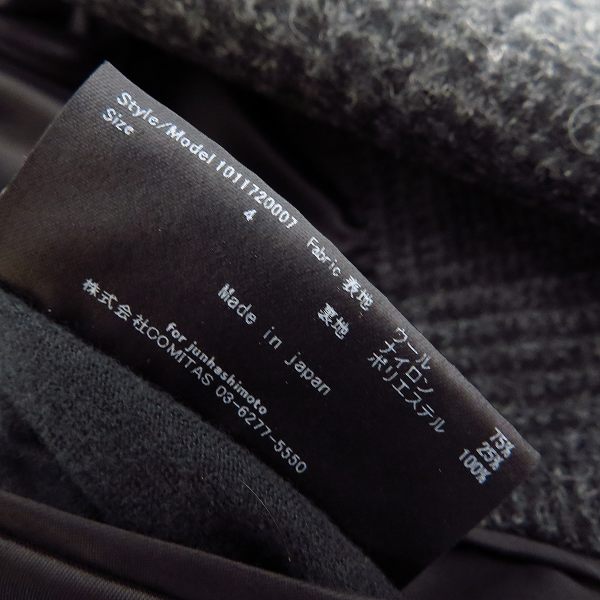 Style/Model 1011720007
Size 4
Fabric 表地 ウール 75%
ナイロン 25%
裏地 ポリエステル 100%
Made in japan
for junhashimoto
株式会社COMITAS 03-6277-5550